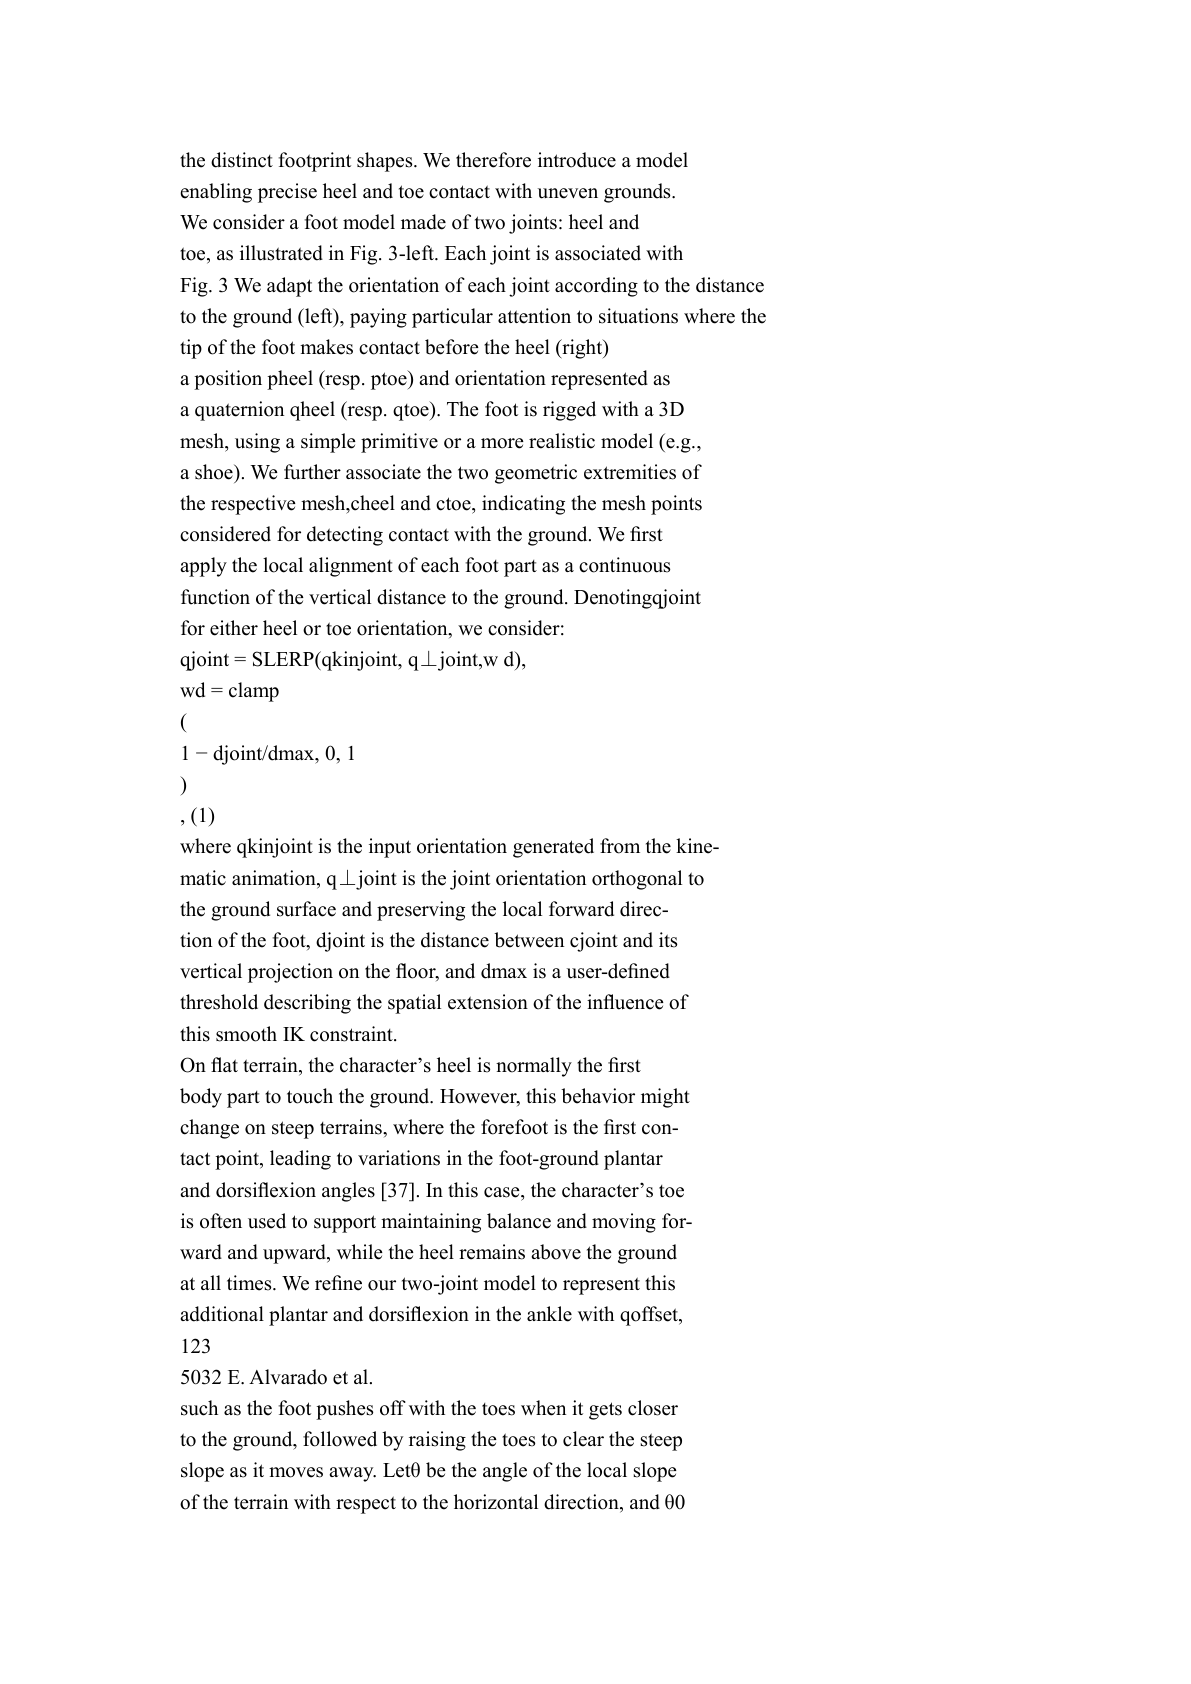 the distinct footprint shapes. We therefore introduce a model
enabling precise heel and toe contact with uneven grounds.
We consider a foot model made of two joints: heel and
toe, as illustrated in Fig. 3-left. Each joint is associated with
Fig. 3 We adapt the orientation of each joint according to the distance
to the ground (left), paying particular attention to situations where the
tip of the foot makes contact before the heel (right)
a position pheel (resp. ptoe) and orientation represented as
a quaternion qheel (resp. qtoe). The foot is rigged with a 3D
mesh, using a simple primitive or a more realistic model (e.g.,
a shoe). We further associate the two geometric extremities of
the respective mesh,cheel and ctoe, indicating the mesh points
considered for detecting contact with the ground. We first
apply the local alignment of each foot part as a continuous
function of the vertical distance to the ground. Denotingqjoint
for either heel or toe orientation, we consider:
qjoint = SLERP(qkinjoint, q⊥joint,w d),
wd = clamp
(
1 − djoint/dmax, 0, 1
)
, (1)
where qkinjoint is the input orientation generated from the kine-
matic animation, q⊥joint is the joint orientation orthogonal to
the ground surface and preserving the local forward direc-
tion of the foot, djoint is the distance between cjoint and its
vertical projection on the floor, and dmax is a user-defined
threshold describing the spatial extension of the influence of
this smooth IK constraint.
On flat terrain, the character’s heel is normally the first
body part to touch the ground. However, this behavior might
change on steep terrains, where the forefoot is the first con-
tact point, leading to variations in the foot-ground plantar
and dorsiflexion angles [37]. In this case, the character’s toe
is often used to support maintaining balance and moving for-
ward and upward, while the heel remains above the ground
at all times. We refine our two-joint model to represent this
additional plantar and dorsiflexion in the ankle with qoffset,
123
5032 E. Alvarado et al.
such as the foot pushes off with the toes when it gets closer
to the ground, followed by raising the toes to clear the steep
slope as it moves away. Letθ be the angle of the local slope
of the terrain with respect to the horizontal direction, and θ0